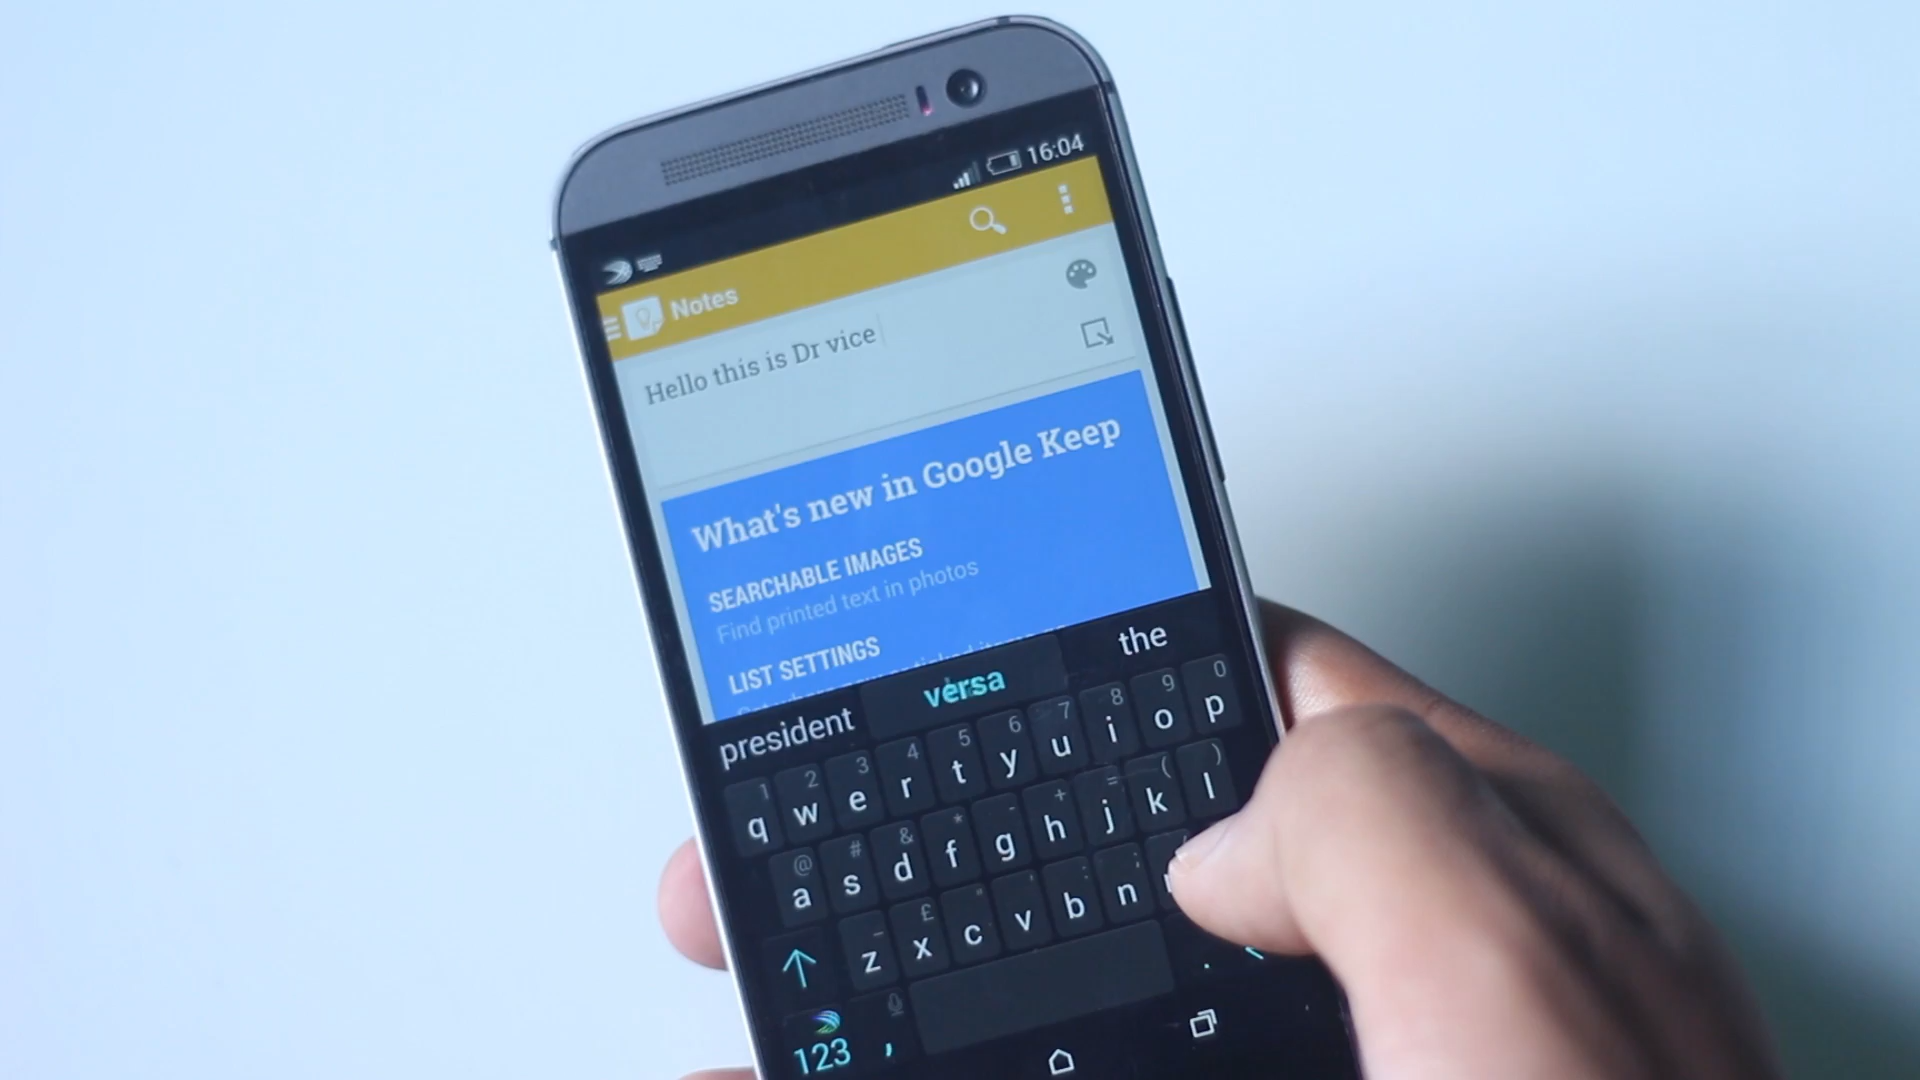 16:04
Notes
Hello this is Dr vice
What's new in Google Keep
SEARCHABLE IMAGES
Find printed text in photos
LIST SETTINGS
president versa the
1 2 3 4 5 6 7 8 9 0
q w e r t y u i o p
@ # & * - + = ( )
a s d f g h j k l
z x c v b n
123 , .